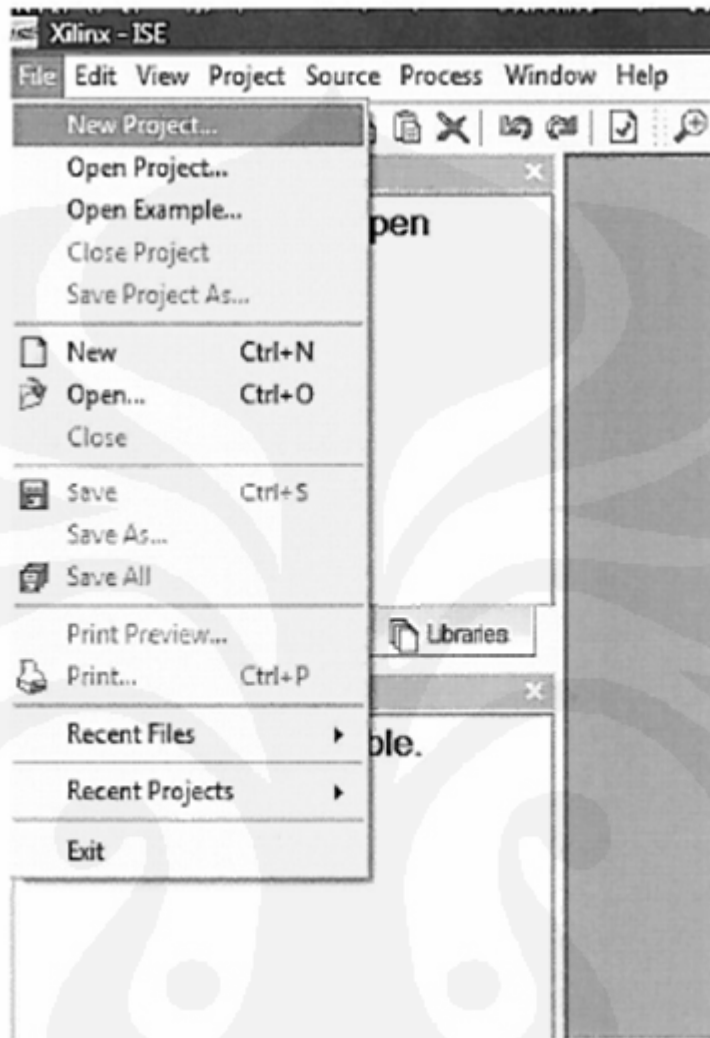 Xilinx - ISE
File Edit View Project Source Process Window Help
New Project...
Open Project...
Open Example...
pen
Close Project
Save Project As...
New Ctrl+N
Open... Ctrl+O
Close
Save Ctrl+S
Save As...
Save All
Print Preview...
Libraries
Print... Ctrl+P
Recent Files
ble.
Recent Projects
Exit